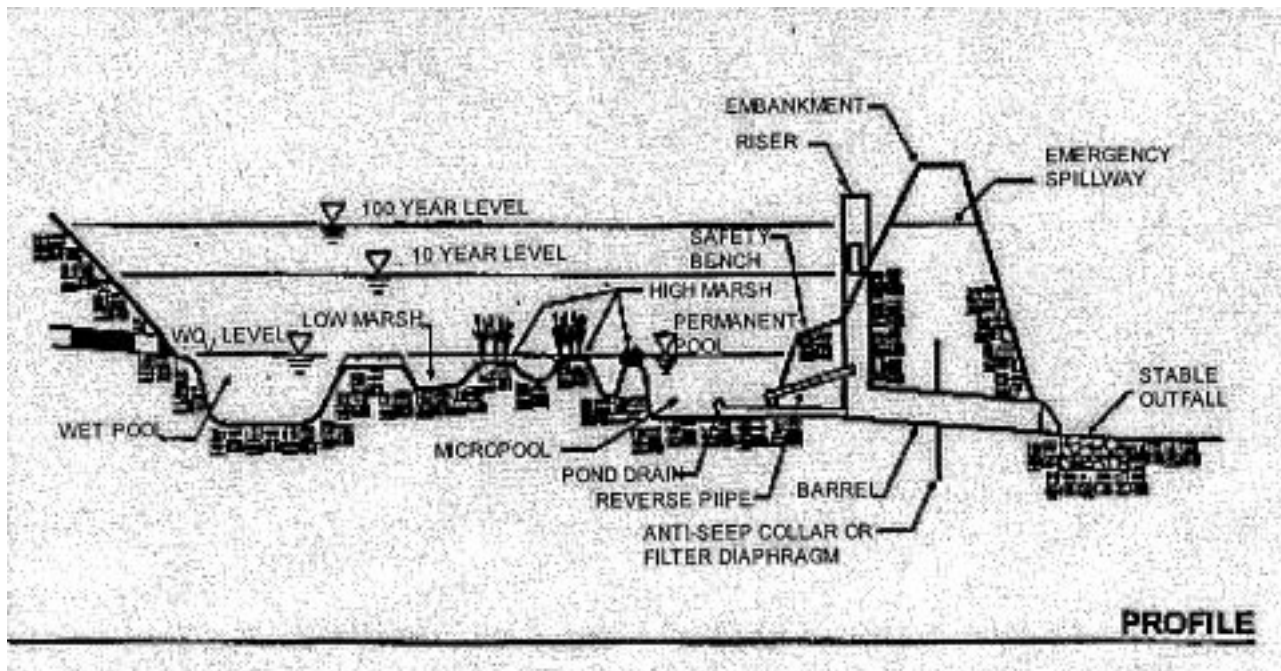 EMBANKMENT
RISER
EMERGENCY
SPILLWAY
100 YEAR LEVEL
SAFETY
BENCH
10 YEAR LEVEL
HIGH MARSH
LOW MARSH
PERMANENT
POOL
WQ, LEVEL
STABLE
OUTFALL
WET POOL
MICROPOOL
POND DRAIN
REVERSE PIIPE
BARREL
ANTI-SEEP COLLAR OR
FILTER DIAPHRAGM
PROFILE